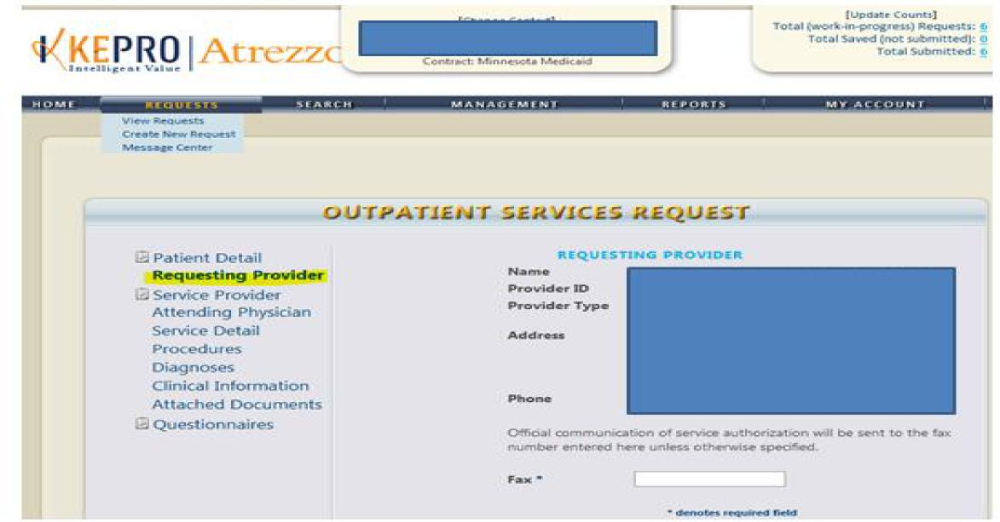 KEPRO | Atrezzo
Intelligent Value
[Change Context]
Contract: Minnesota Medicaid
[Update Counts]
Total (work-in-progress) Requests: 6
Total Saved (not submitted): 0
Total Submitted: 6
HOME REQUESTS SEARCH MANAGEMENT REPORTS MY ACCOUNT
View Requests
Create New Request
Message Center
OUTPATIENT SERVICES REQUEST
Patient Detail
Requesting Provider
Service Provider
Attending Physician
Service Detail
Procedures
Diagnoses
Clinical Information
Attached Documents
Questionnaires
REQUESTING PROVIDER
Name
Provider ID
Provider Type
Address
Phone
Official communication of service authorization will be sent to the fax
number entered here unless otherwise specified.
Fax *
* denotes required field